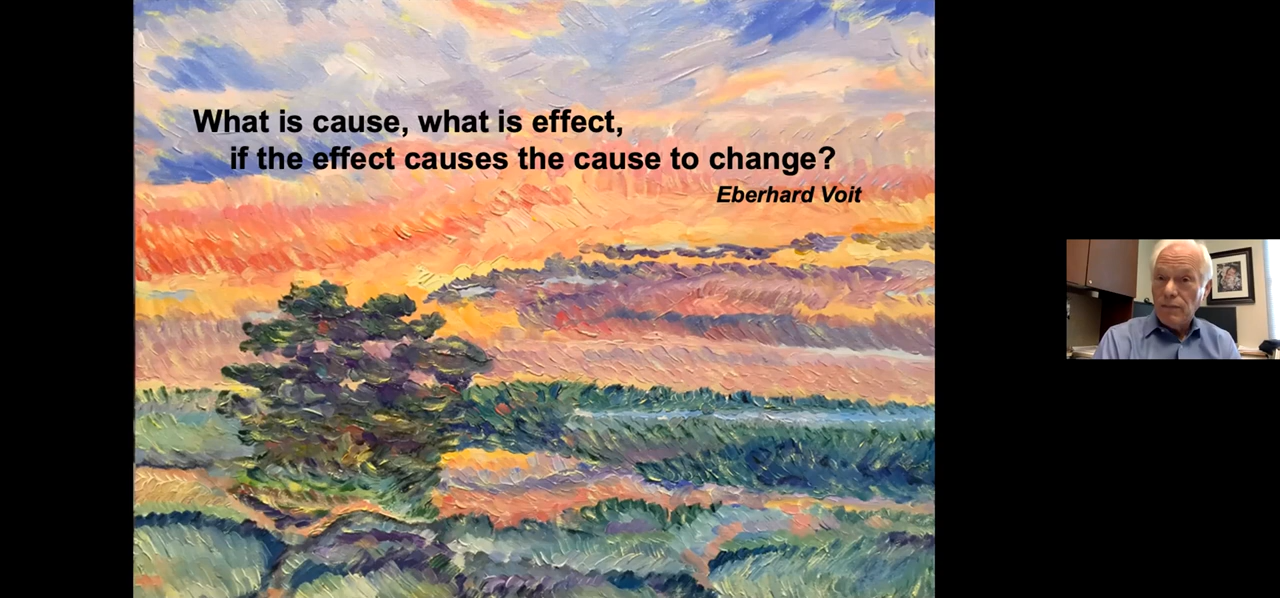 What is cause, what is effect,
if the effect causes the cause to change?
Eberhard Voit